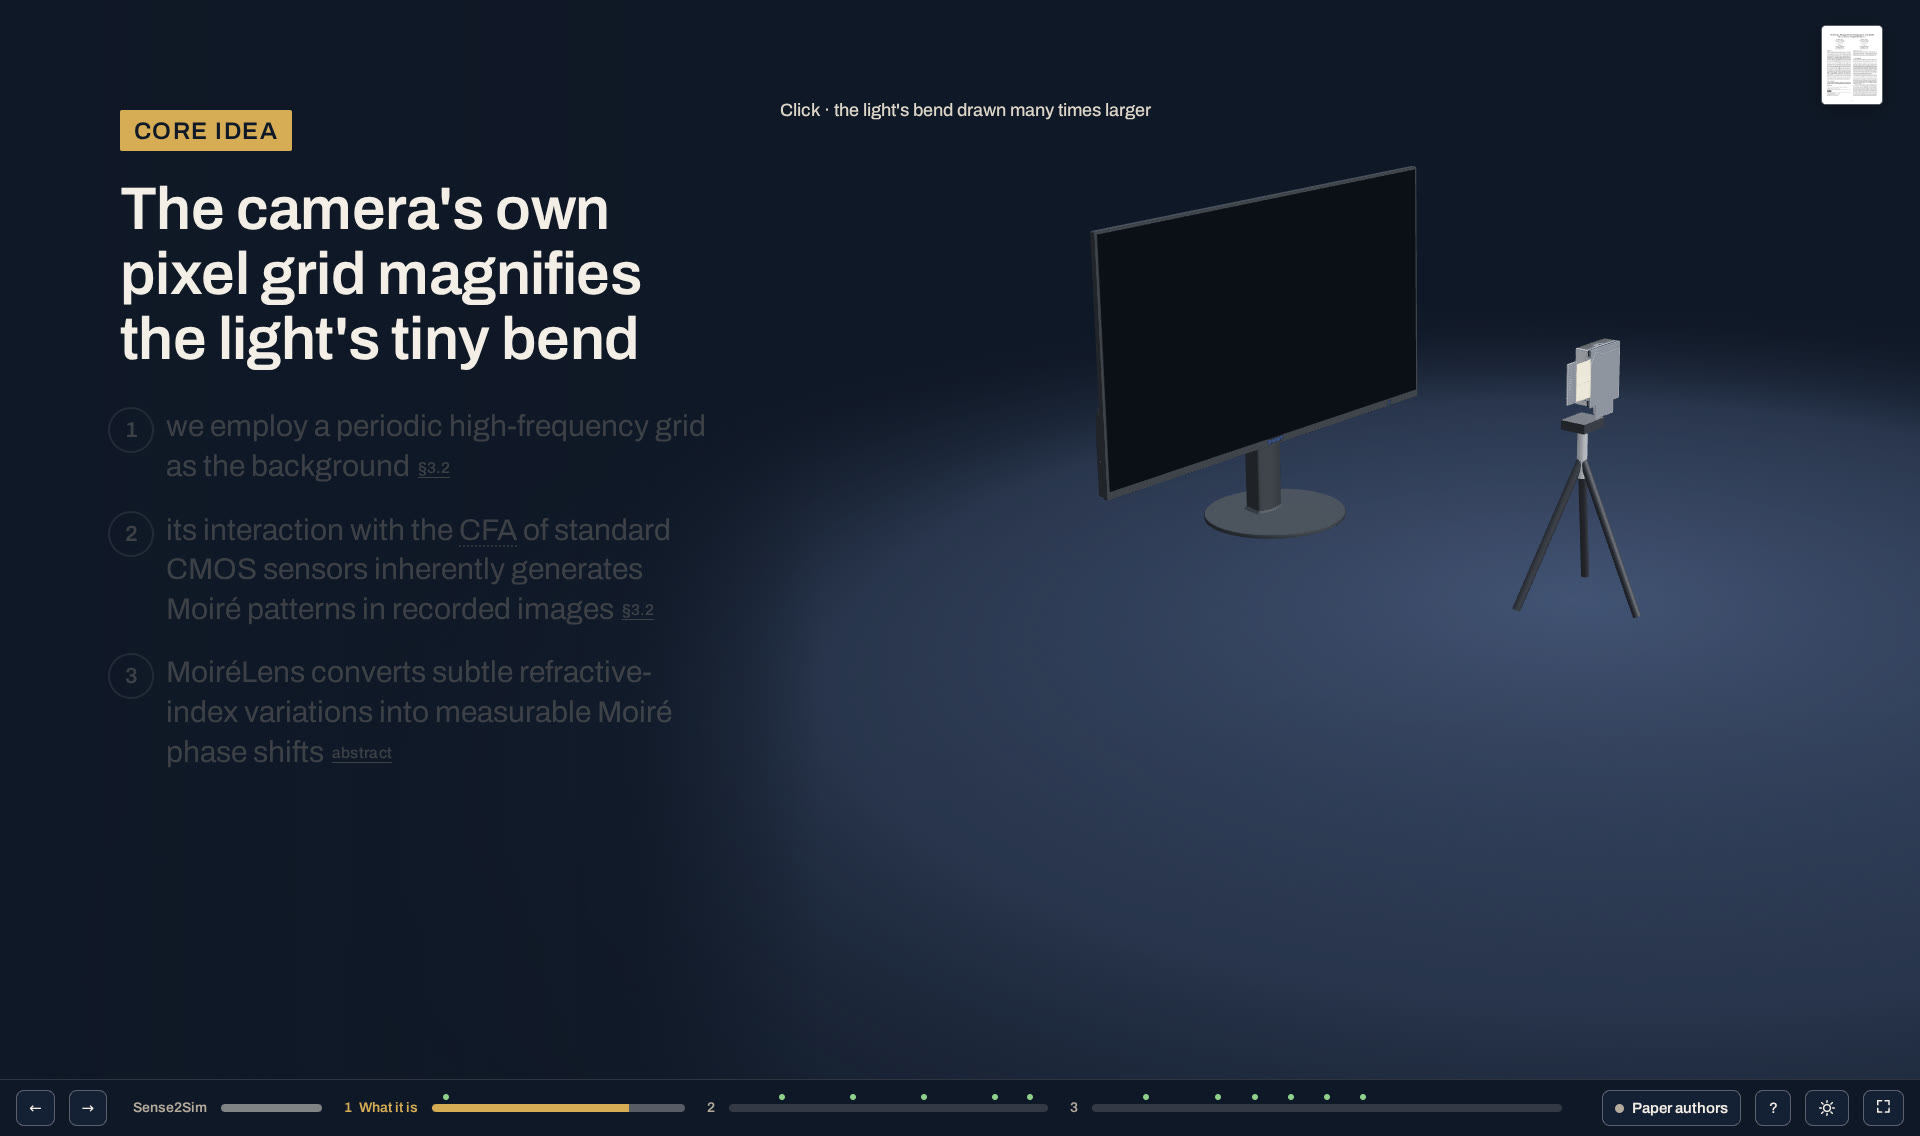 Click · the light's bend drawn many times larger
CORE IDEA
The camera's own
pixel grid magnifies
the light's tiny bend
1 we employ a periodic high-frequency grid
as the background §3.2
2 its interaction with the CFA of standard
CMOS sensors inherently generates
Moiré patterns in recorded images §3.2
3 MoiréLens converts subtle refractive-
index variations into measurable Moiré
phase shifts abstract
← → Sense2Sim 1 What it is 2 3 Paper authors ?